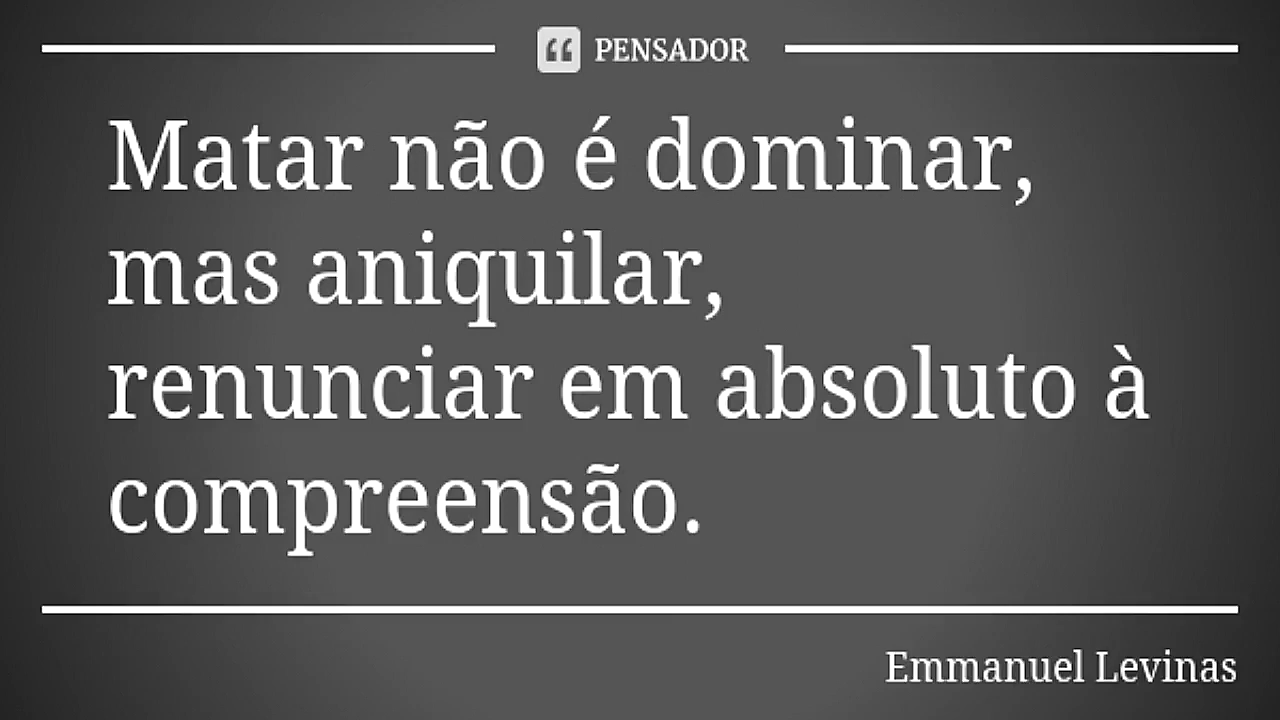 PENSADOR
Matar não é dominar,
mas aniquilar,
renunciar em absoluto à
compreensão.
Emmanuel Levinas